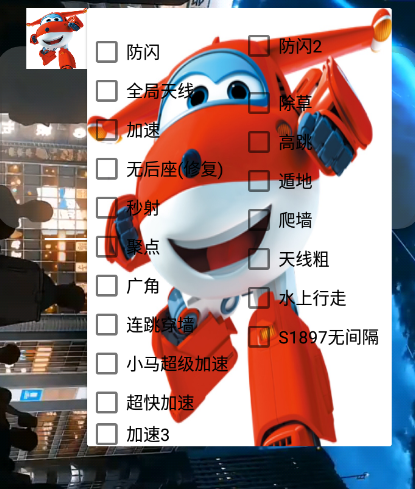 防闪
全局天线
加速
无后座(修复)
秒射
聚点
广角
连跳穿墙
小马超级加速
超快加速
加速3
防闪2
除草
高跳
遁地
爬墙
天线粗
水上行走
S1897无间隔